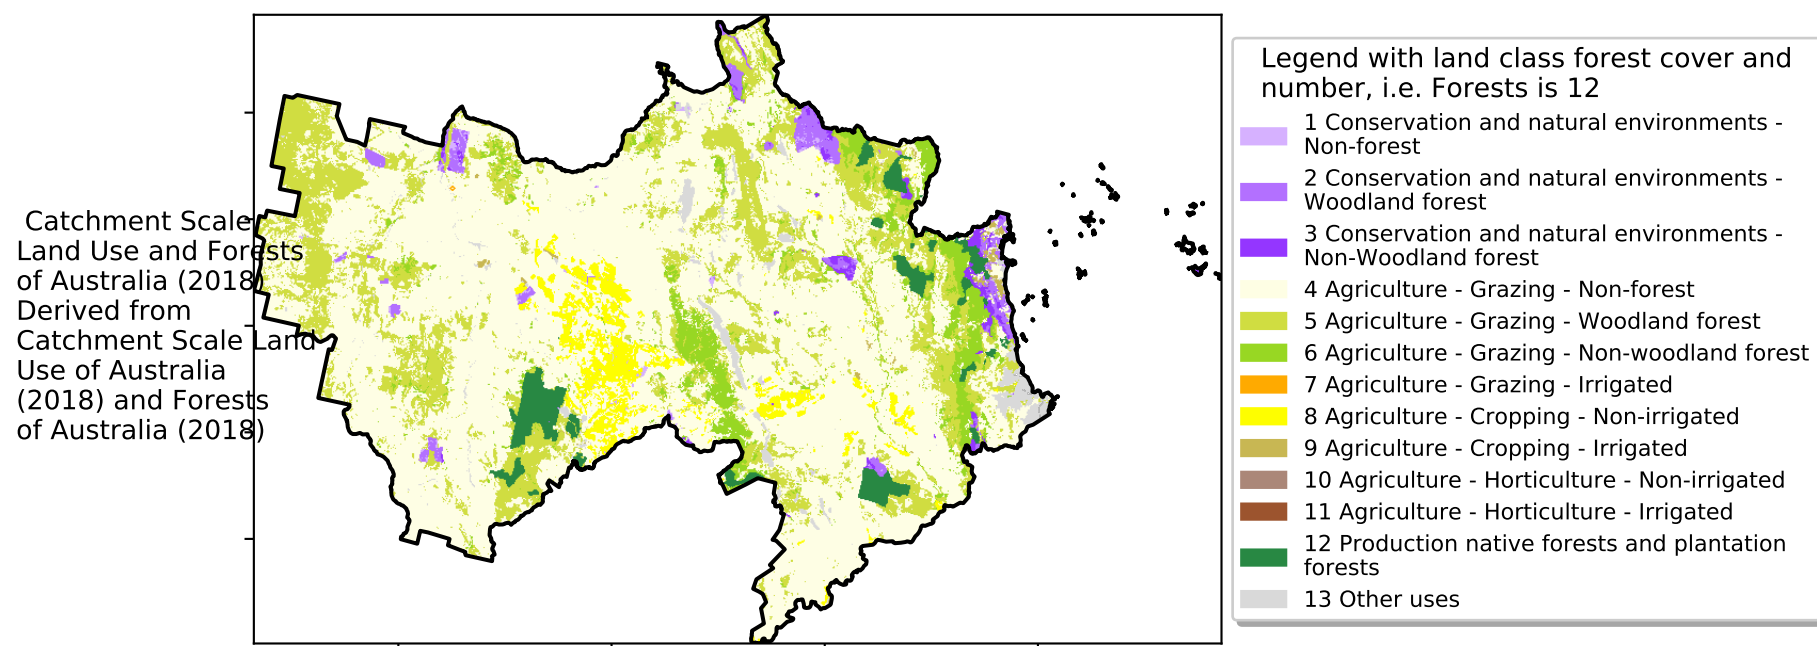 Catchment Scale
Land Use and Forests
of Australia (2018)
Derived from
Catchment Scale Land
Use of Australia
(2018) and Forests
of Australia (2018)
Legend with land class forest cover and
number, i.e. Forests is 12
1 Conservation and natural environments -
Non-forest
2 Conservation and natural environments -
Woodland forest
3 Conservation and natural environments -
Non-Woodland forest
4 Agriculture - Grazing - Non-forest
5 Agriculture - Grazing - Woodland forest
6 Agriculture - Grazing - Non-woodland forest
7 Agriculture - Grazing - Irrigated
8 Agriculture - Cropping - Non-irrigated
9 Agriculture - Cropping - Irrigated
10 Agriculture - Horticulture - Non-irrigated
11 Agriculture - Horticulture - Irrigated
12 Production native forests and plantation
forests
13 Other uses